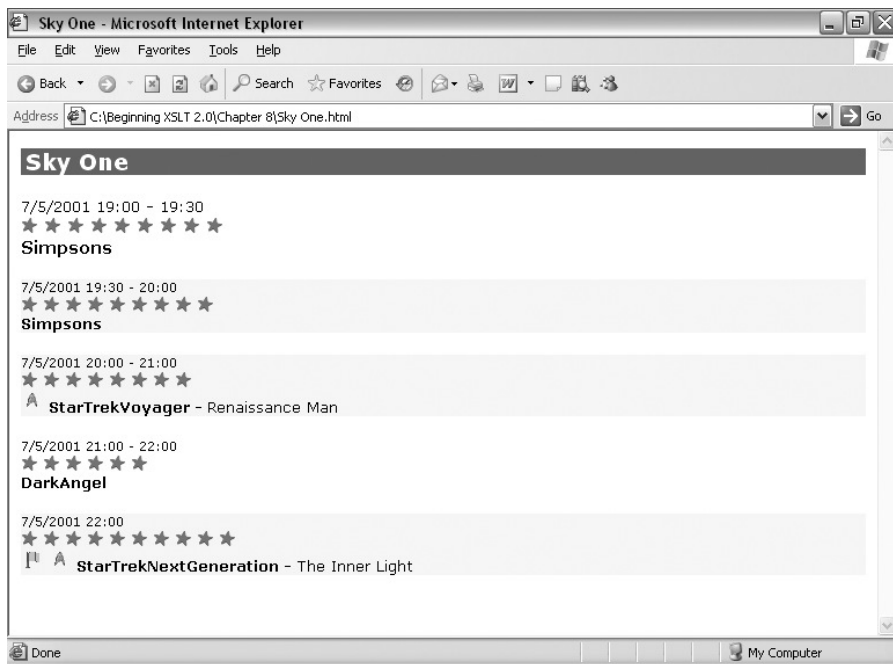 Sky One - Microsoft Internet Explorer
File Edit View Favorites Tools Help
Back Search Favorites
Address C:\Beginning XSLT 2.0\Chapter 8\Sky One.html Go
Sky One
7/5/2001 19:00 - 19:30
Simpsons
7/5/2001 19:30 - 20:00
Simpsons
7/5/2001 20:00 - 21:00
StarTrekVoyager - Renaissance Man
7/5/2001 21:00 - 22:00
DarkAngel
7/5/2001 22:00
StarTrekNextGeneration - The Inner Light
Done My Computer